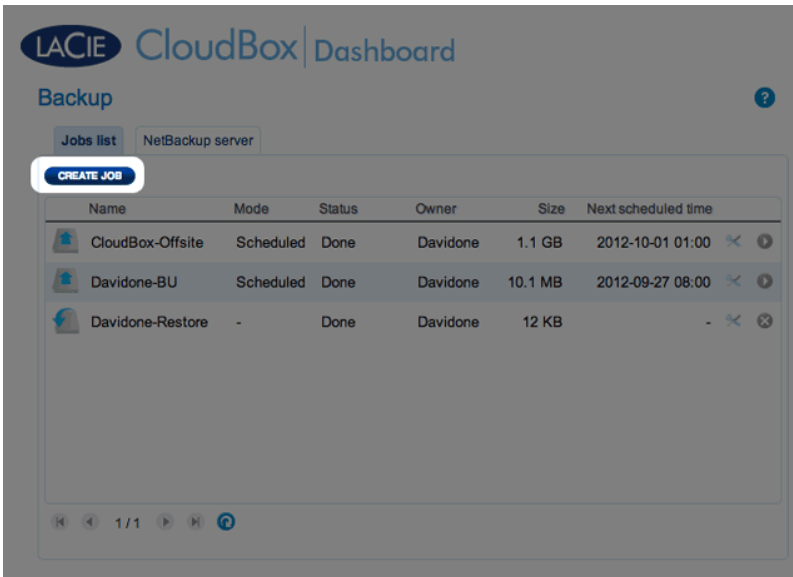 LACIE CloudBox Dashboard
Backup ?
Jobs list NetBackup server
CREATE JOB
Name Mode Status Owner Size Next scheduled time
CloudBox-Offsite Scheduled Done Davidone 1.1 GB 2012-10-01 01:00
Davidone-BU Scheduled Done Davidone 10.1 MB 2012-09-27 08:00
Davidone-Restore - Done Davidone 12 KB -
1/1